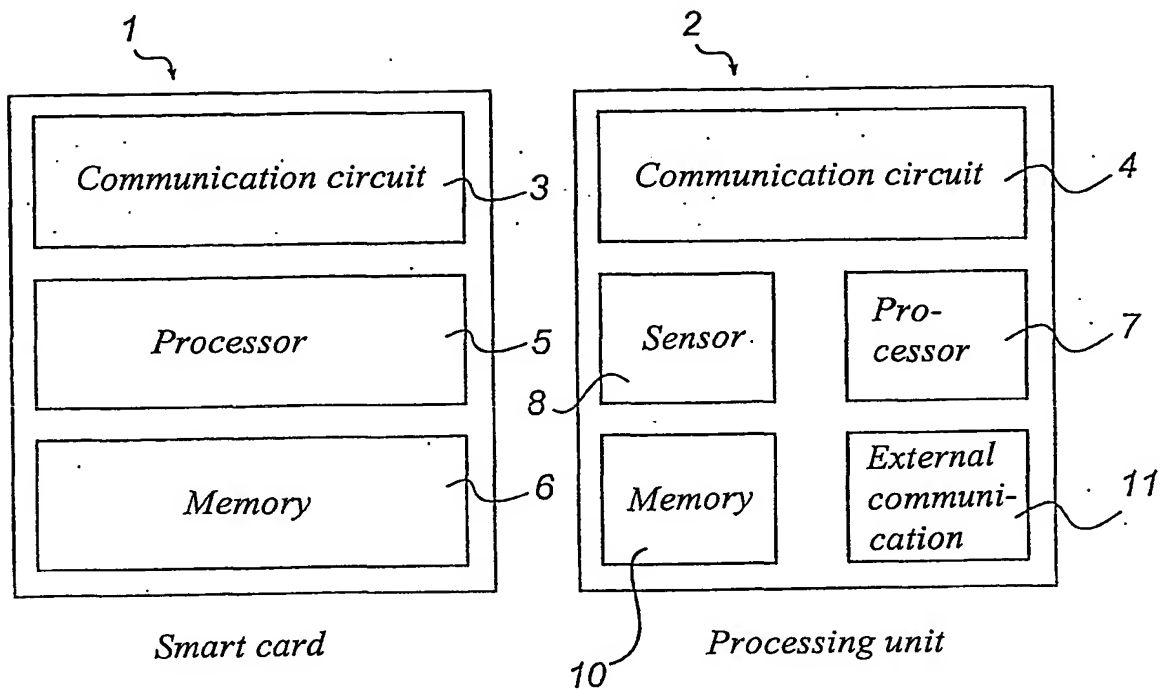 1
2
Communication circuit
3
Communication circuit
4
Processor
5
Sensor
8
Pro-
cessor
7
Memory
6
Memory
10
External
communi-
cation
11
Smart card
Processing unit